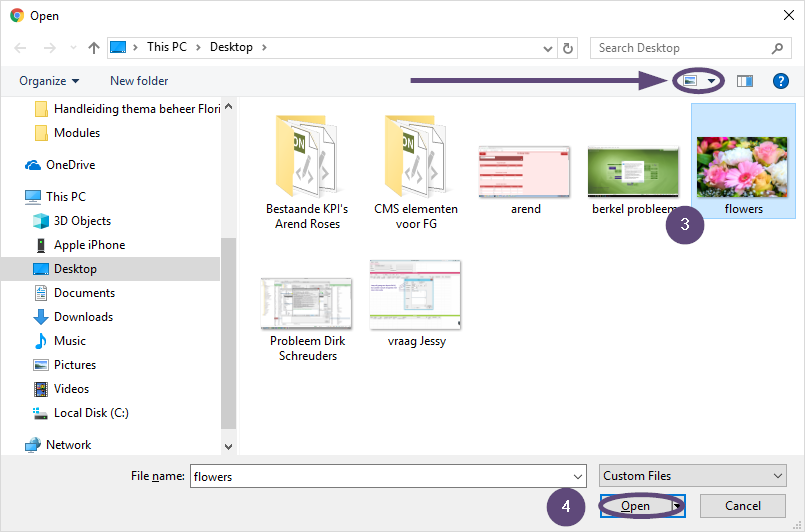 Open
This PC
Desktop
Search Desktop
Organize
New folder
?
Handleiding thema beheer Flori
Modules
OneDrive
This PC
3D Objects
Apple iPhone
Desktop
Documents
Downloads
Music
Pictures
Videos
Local Disk (C:)
Network
Bestaande KPI's
Arend Roses
CMS elementen
voor FG
arend
berkel probleem
flowers
3
Probleem Dirk
Schreuders
vraag Jessy
File name:
flowers
Custom Files
4
Open
Cancel